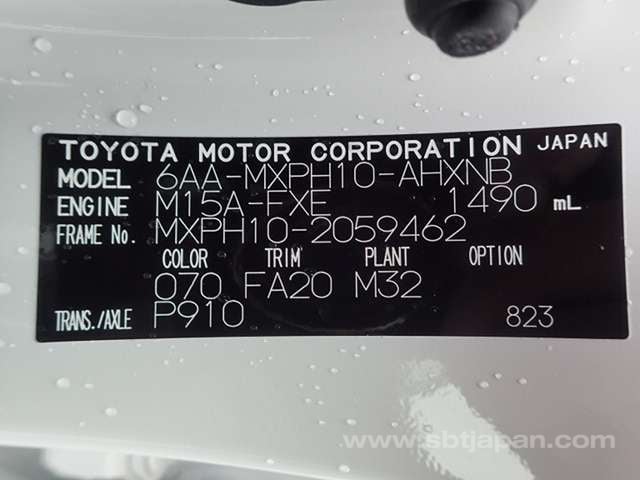 TOYOTA MOTOR CORPORATION JAPAN
MODEL 6AA-MXPH10-AHXNB
ENGINE M15A-FXE 1490 mL
FRAME No. MXPH10-2059462
COLOR TRIM PLANT OPTION
070 FA20 M32
TRANS./AXLE P910 823
www.sbtjapan.com